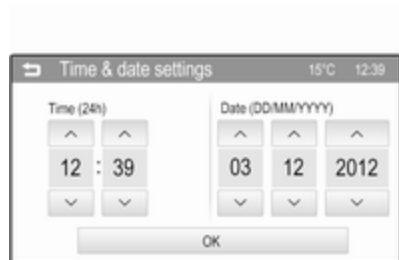 Time & date settings 15°C 12:39
Time (24h) Date (DD/MM/YYYY)
12 : 39 03 12 2012
OK